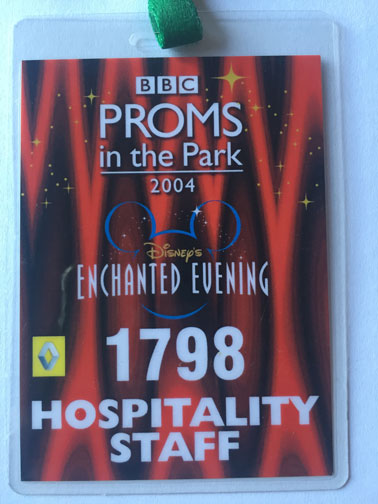 BBC
PROMS
in the Park
2004
Disney's
ENCHANTED EVENING
1798
HOSPITALITY
STAFF